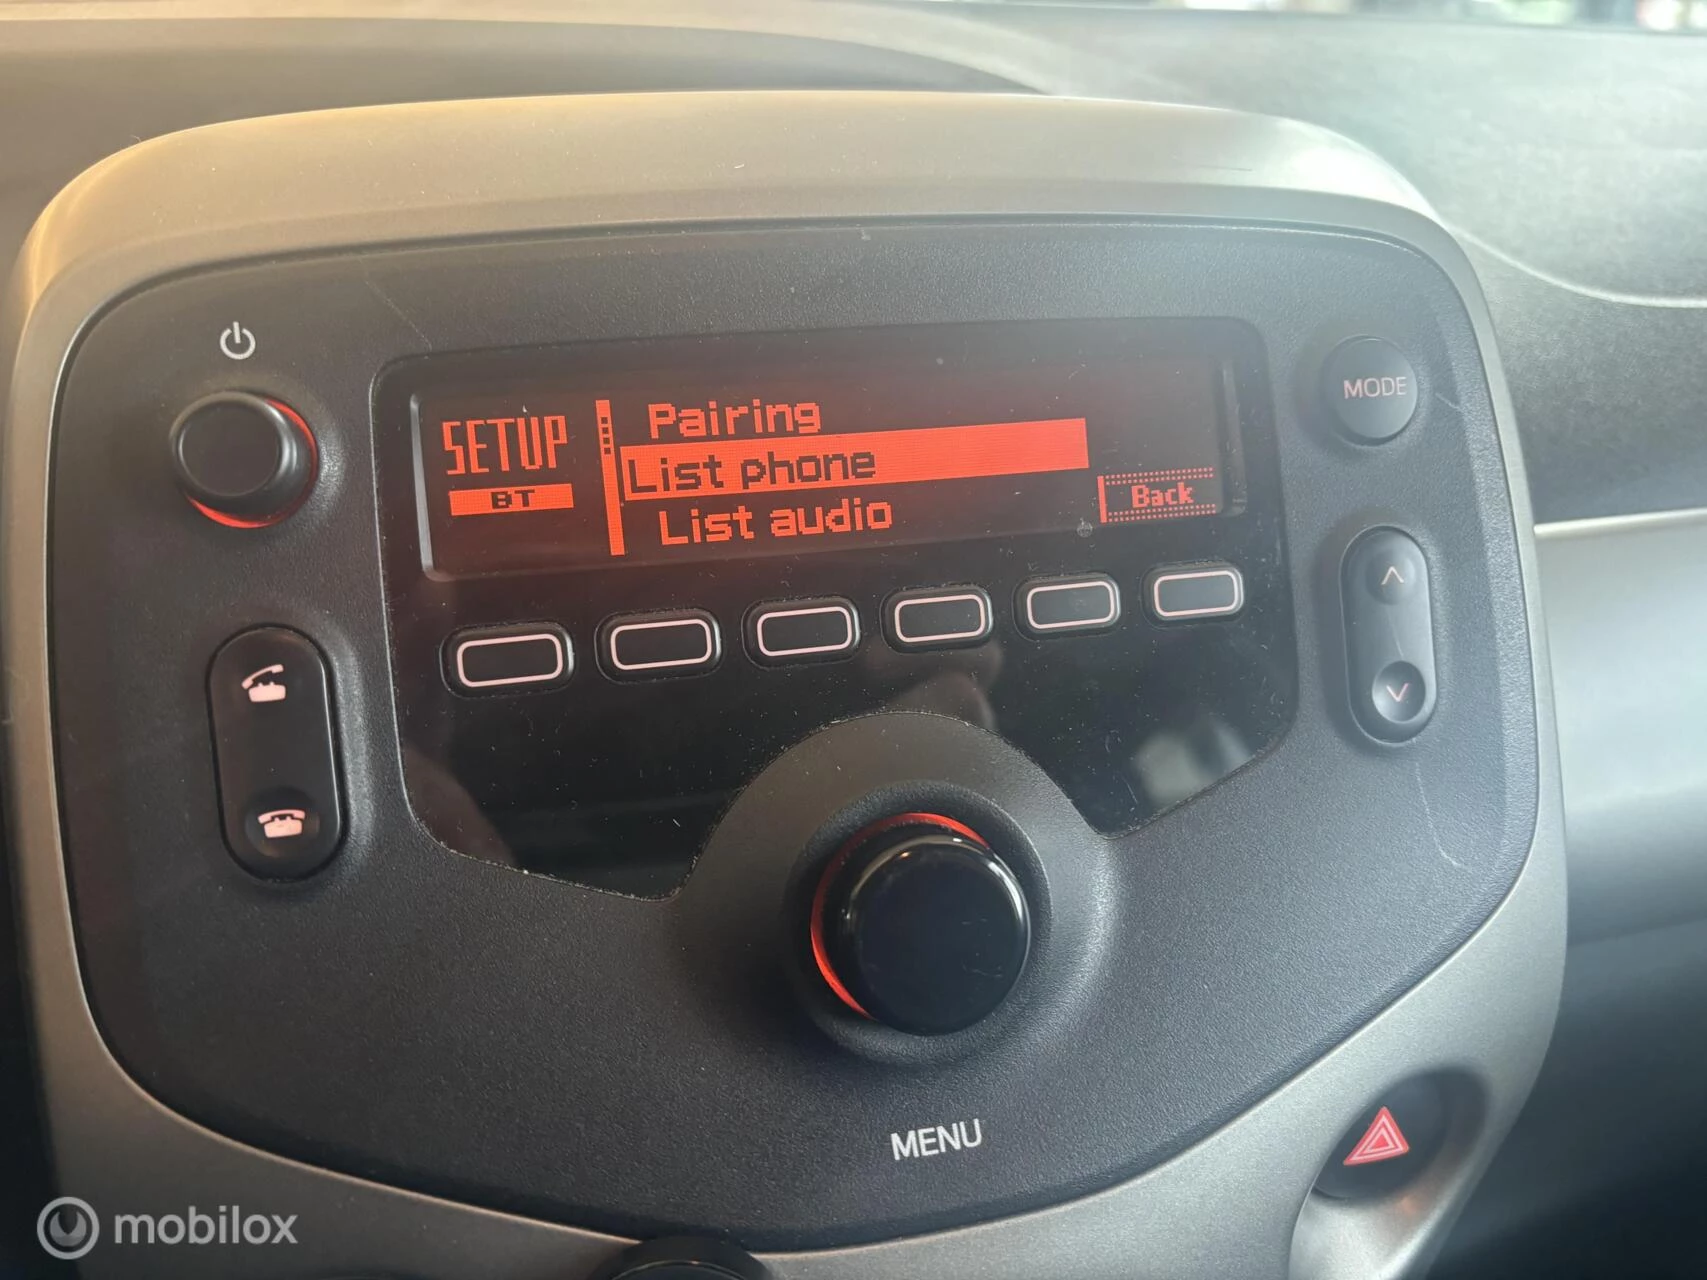 SETUP
BT
Pairing
List phone
List audio
Back
MODE
MENU
mobilox